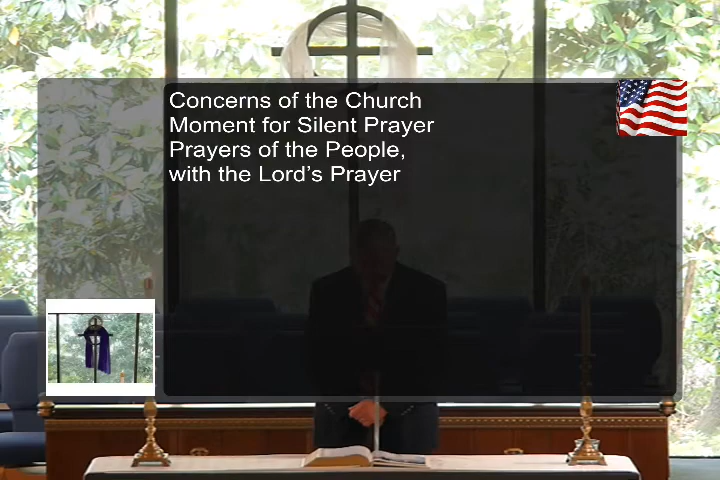 Concerns of the Church
Moment for Silent Prayer
Prayers of the People,
with the Lord’s Prayer